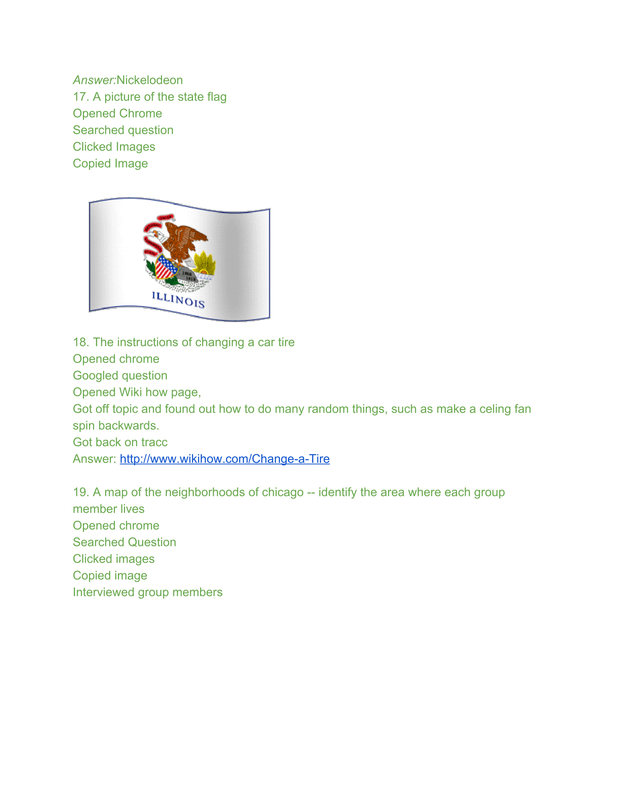 Answer:Nickelodeon
17. A picture of the state flag
Opened Chrome
Searched question
Clicked Images
Copied Image
ILLINOIS
18. The instructions of changing a car tire
Opened chrome
Googled question
Opened Wiki how page,
Got off topic and found out how to do many random things, such as make a celing fan
spin backwards.
Got back on tracc
Answer: http://www.wikihow.com/Change-a-Tire
19. A map of the neighborhoods of chicago -- identify the area where each group
member lives
Opened chrome
Searched Question
Clicked images
Copied image
Interviewed group members